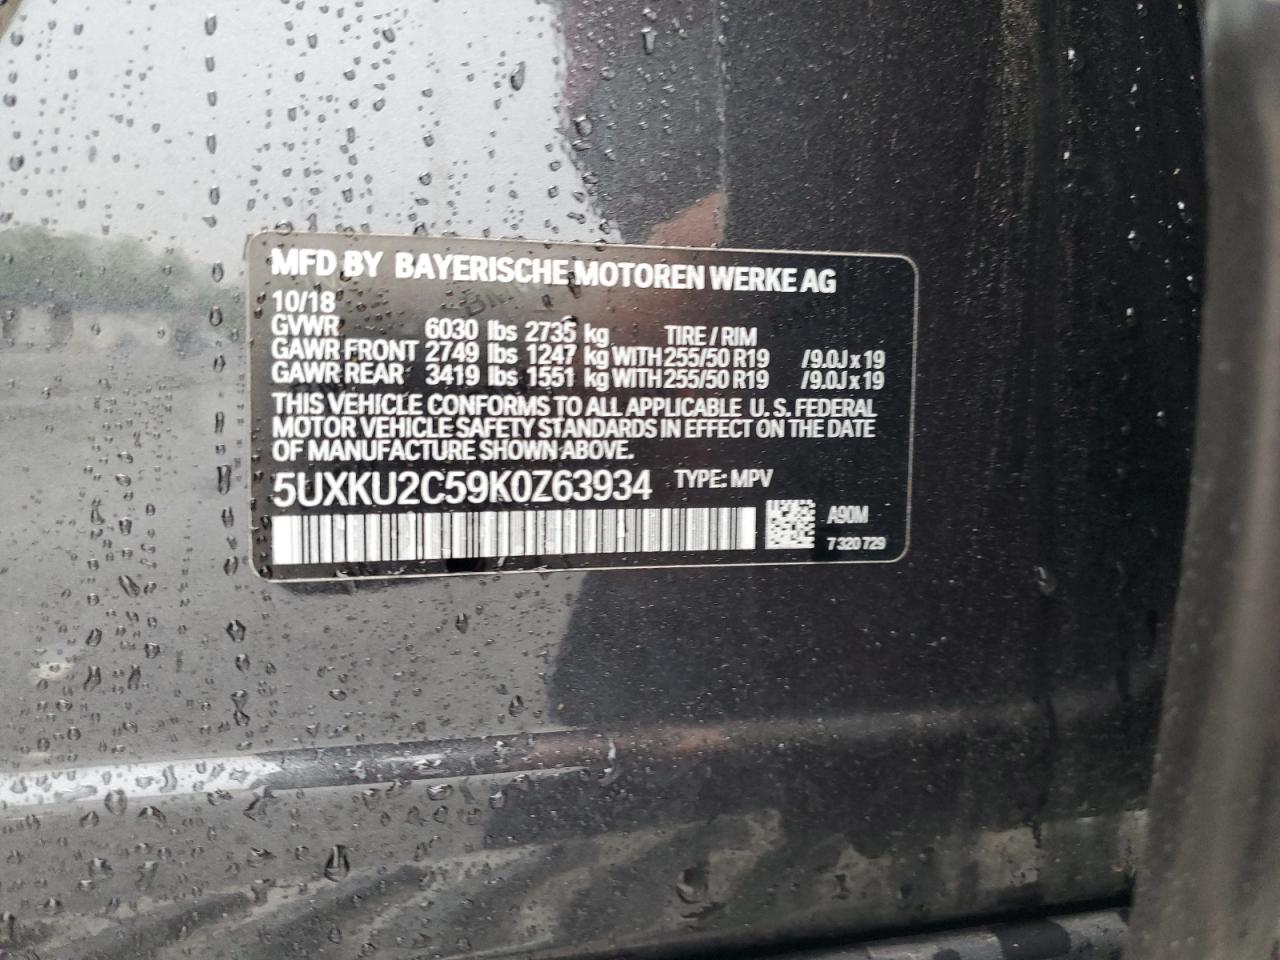 MFD BY BAYERISCHE MOTOREN WERKE AG
10/18
GVWR 6030 lbs 2735 kg TIRE / RIM
GAWR FRONT 2749 lbs 1247 kg WITH 255/50 R19 /9.0J x 19
GAWR REAR 3419 lbs 1551 kg WITH 255/50 R19 /9.0J x 19
THIS VEHICLE CONFORMS TO ALL APPLICABLE U. S. FEDERAL
MOTOR VEHICLE SAFETY STANDARDS IN EFFECT ON THE DATE
OF MANUFACTURE SHOWN ABOVE.
5UXKU2C59K0Z63934 TYPE: MPV
A90M
7 320 729